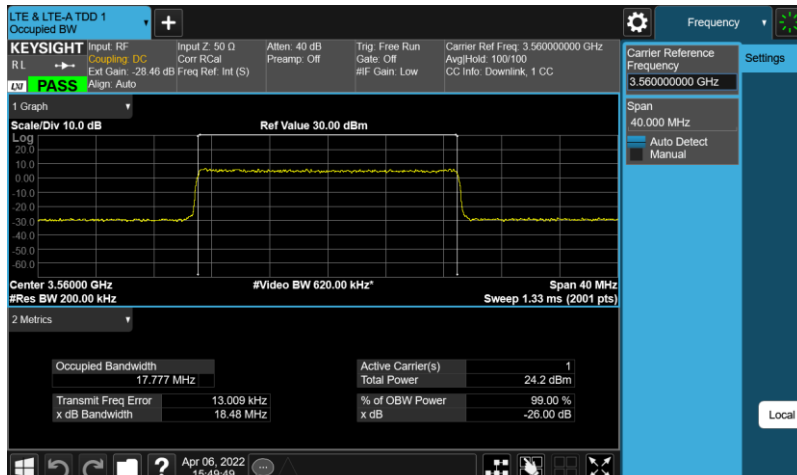 LTE & LTE-A TDD 1
Occupied BW
Frequency
KEYSIGHT
R L
LXI PASS
Input: RF
Coupling: DC
Ext Gain: -28.46 dB
Align: Auto
Input Z: 50 Ω
Corr RCal
Freq Ref: Int (S)
Atten: 40 dB
Preamp: Off
Trig: Free Run
Gate: Off
#IF Gain: Low
Carrier Ref Freq: 3.560000000 GHz
Avg|Hold: 100/100
CC Info: Downlink, 1 CC
Carrier Reference
Frequency
3.560000000 GHz
Span
40.000 MHz
Auto Detect
Manual
Settings
1 Graph
Scale/Div 10.0 dB
Ref Value 30.00 dBm
Log
20.0
10.0
0.00
-10.0
-20.0
-30.0
-40.0
-50.0
-60.0
Center 3.56000 GHz
#Video BW 620.00 kHz*
Span 40 MHz
#Res BW 200.00 kHz
Sweep 1.33 ms (2001 pts)
2 Metrics
Occupied Bandwidth
17.777 MHz
Transmit Freq Error 13.009 kHz
x dB Bandwidth 18.48 MHz
Active Carrier(s) 1
Total Power 24.2 dBm
% of OBW Power 99.00 %
x dB -26.00 dB
Local
?
Apr 06, 2022
15:49:49